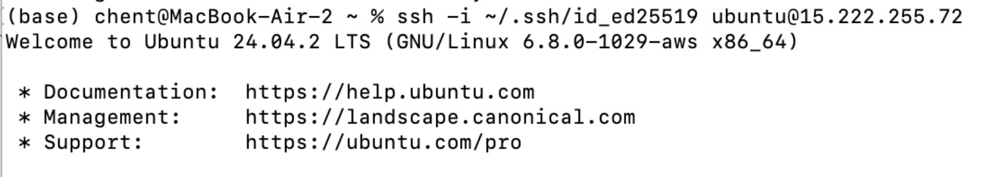 (base) chent@MacBook-Air-2 ~ % ssh -i ~/.ssh/id_ed25519 ubuntu@15.222.255.72
Welcome to Ubuntu 24.04.2 LTS (GNU/Linux 6.8.0-1029-aws x86_64)
* Documentation: https://help.ubuntu.com
* Management: https://landscape.canonical.com
* Support: https://ubuntu.com/pro